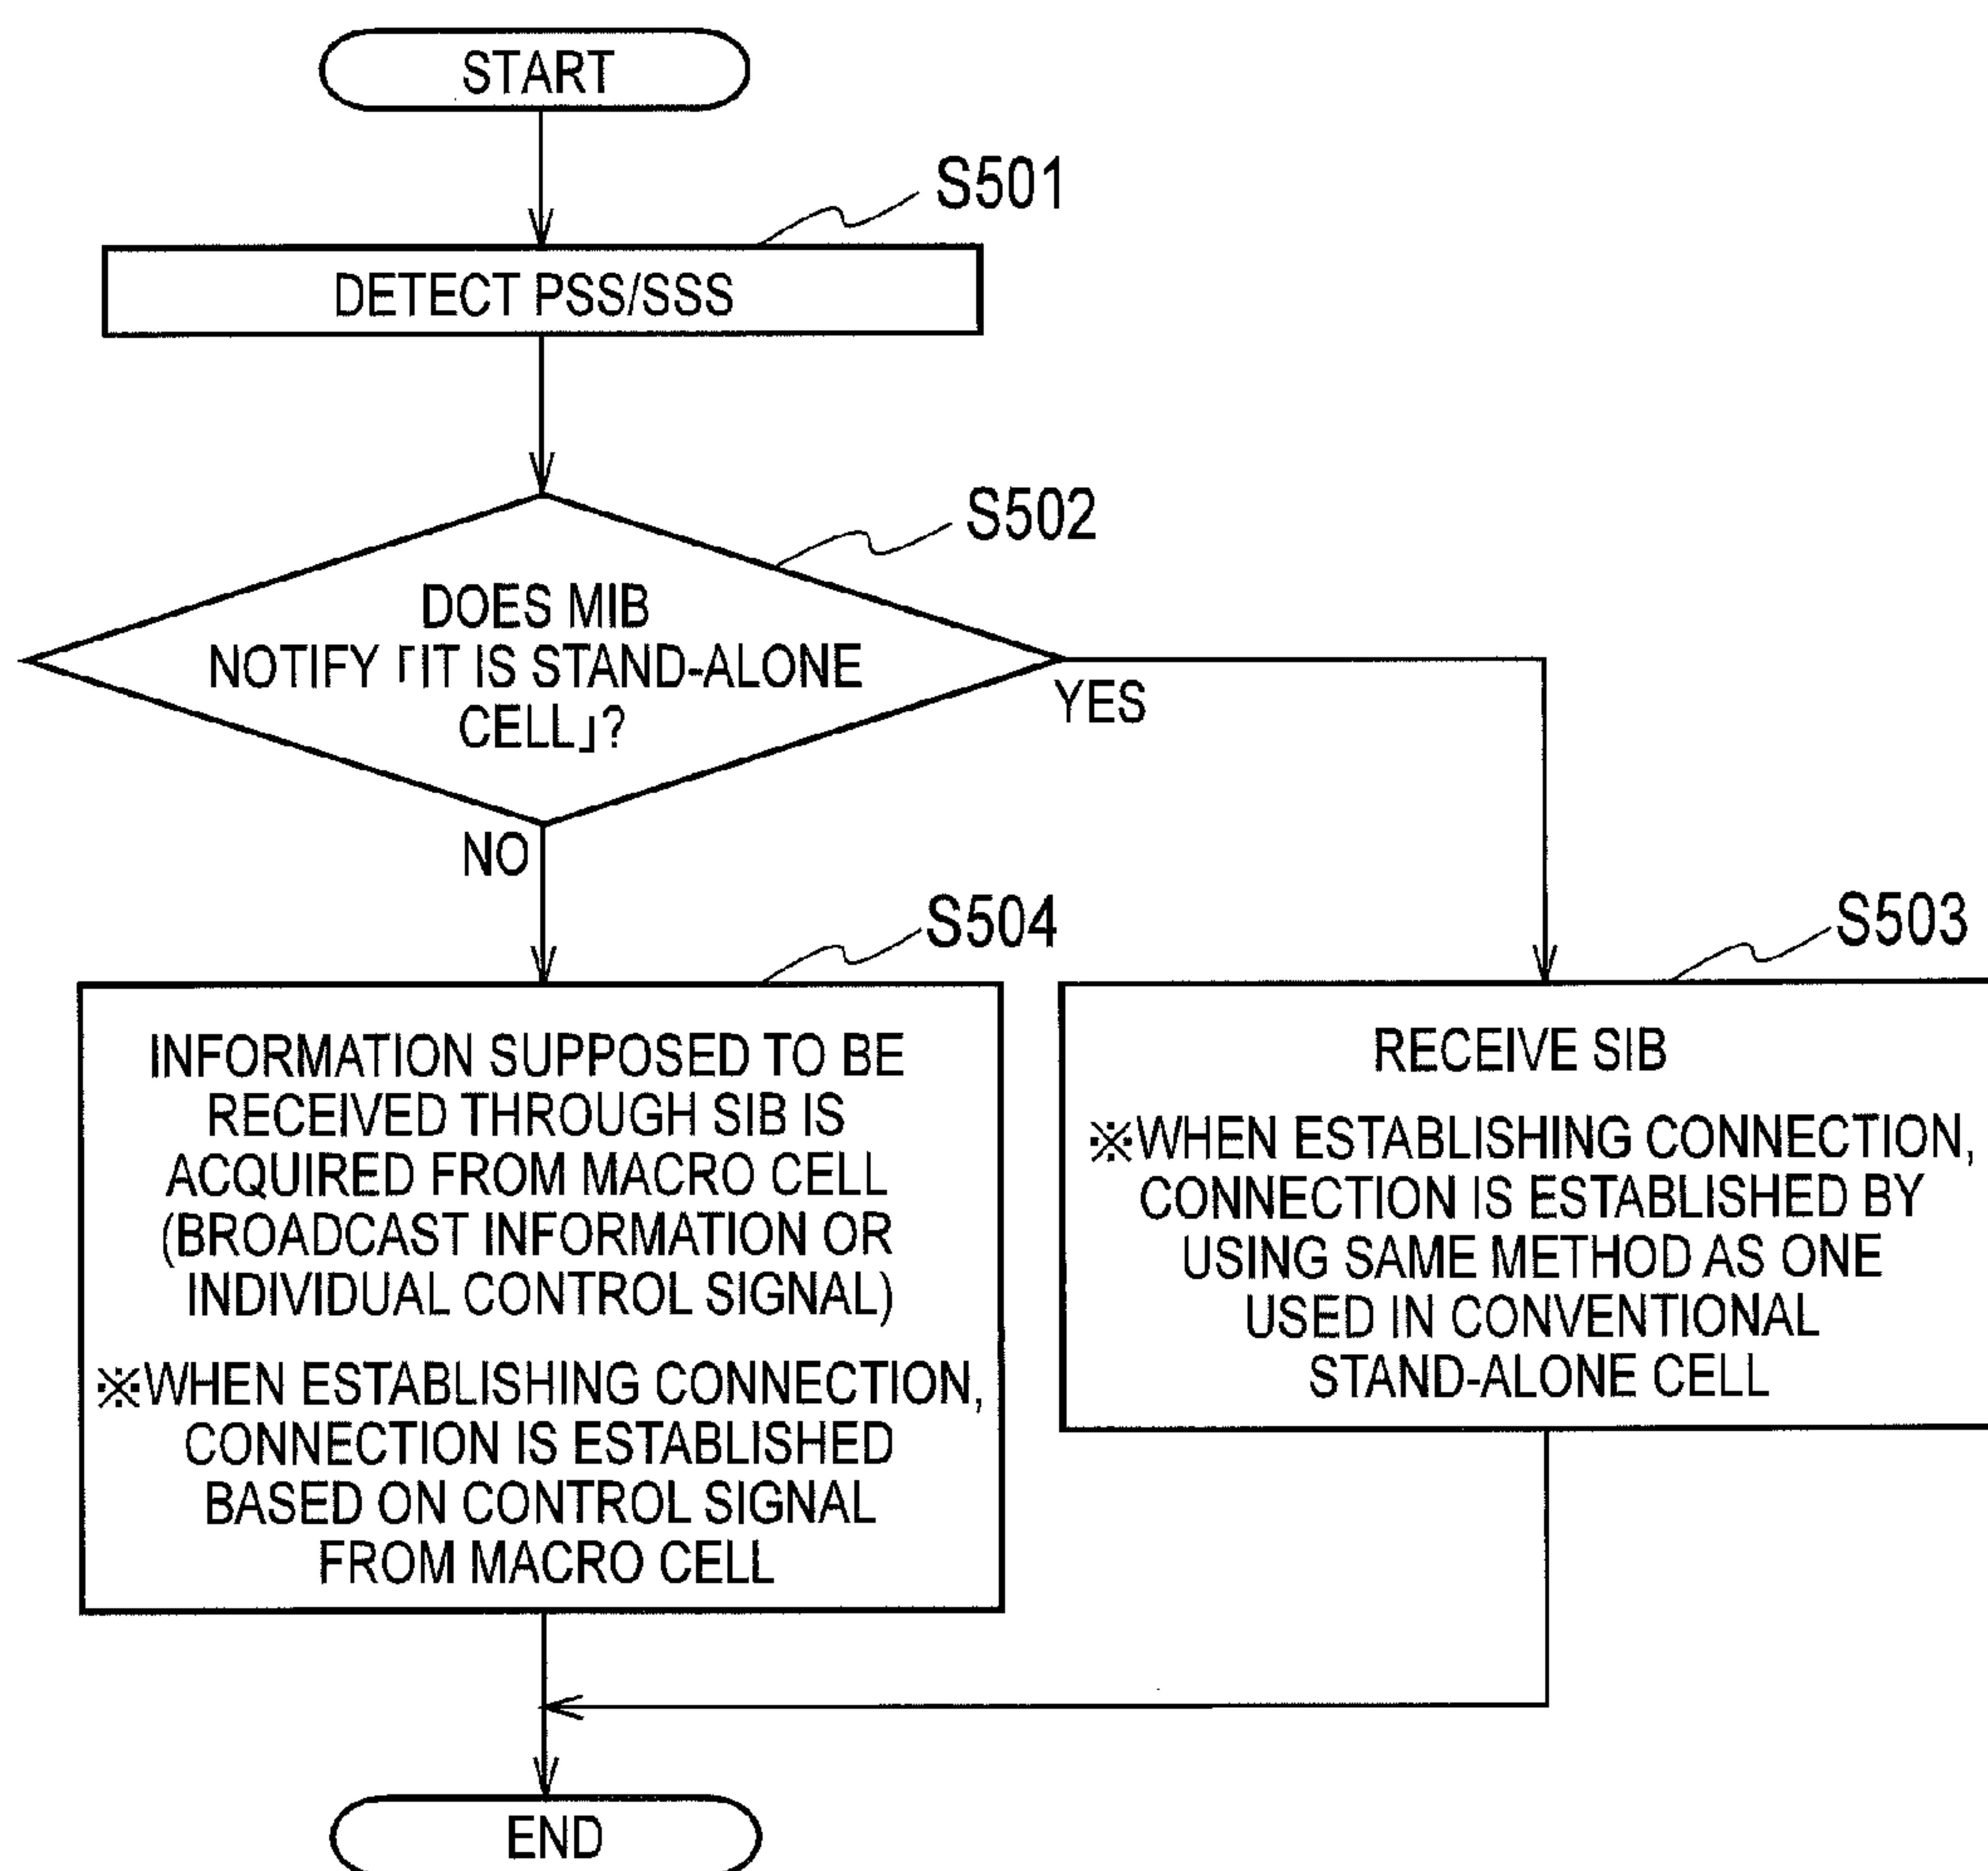 START
S501
DETECT PSS/SSS
S502
DOES MIB
NOTIFY「IT IS STAND-ALONE
CELL」?
YES
NO
S504
INFORMATION SUPPOSED TO BE
RECEIVED THROUGH SIB IS
ACQUIRED FROM MACRO CELL
(BROADCAST INFORMATION OR
INDIVIDUAL CONTROL SIGNAL)
※WHEN ESTABLISHING CONNECTION,
CONNECTION IS ESTABLISHED
BASED ON CONTROL SIGNAL
FROM MACRO CELL
S503
RECEIVE SIB
※WHEN ESTABLISHING CONNECTION,
CONNECTION IS ESTABLISHED BY
USING SAME METHOD AS ONE
USED IN CONVENTIONAL
STAND-ALONE CELL
END